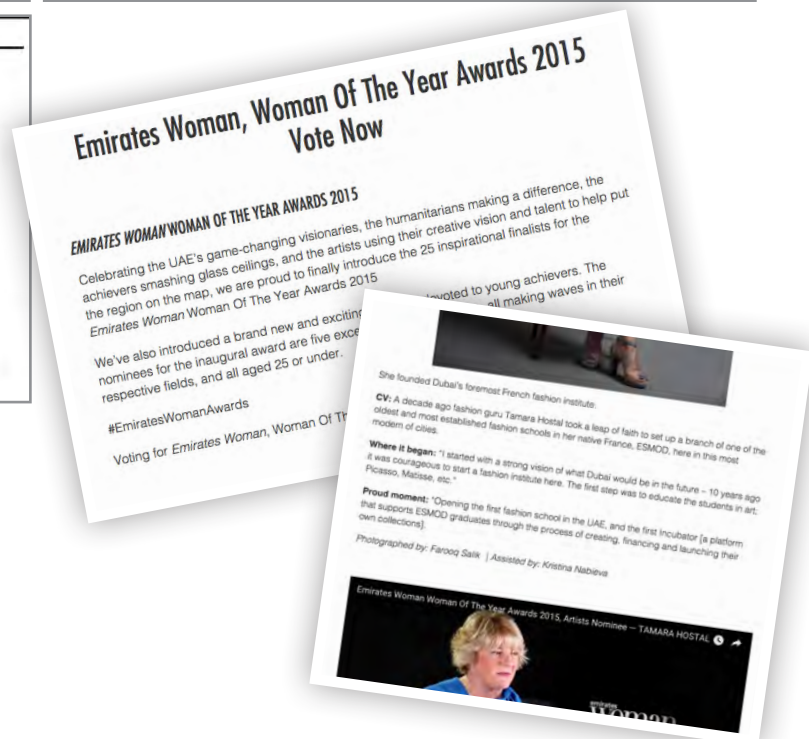 Emirates Woman, Woman Of The Year Awards 2015
Vote Now
EMIRATES WOMAN WOMAN OF THE YEAR AWARDS 2015
Celebrating the UAE's game-changing visionaries, the humanitarians making a difference, the
achievers smashing glass ceilings, and the artists using their creative vision and talent to help put
the region on the map, we are proud to finally introduce the 25 inspirational finalists for the
Emirates Woman Woman Of The Year Awards 2015
We've also introduced a brand new and exciting devoted to young achievers. The
nominees for the inaugural award are five all making waves in their
respective fields, and all aged 25 or under.
#EmiratesWomanAwards
Voting for Emirates Woman, Woman Of
She founded Dubai's foremost French fashion institute.
CV: A decade ago fashion guru Tamara Hostal took a leap of faith to set up a branch of one of the
oldest and most established fashion schools in her native France, ESMOD, here in this most
modern of cities.
Where it began: "I started with a strong vision of what Dubai would be in the future – 10 years ago
it was courageous to start a fashion institute here. The first step was to educate the students in art;
Picasso, Matisse, etc."
Proud moment: "Opening the first fashion school in the UAE, and the first Incubator [a platform
that supports ESMOD graduates through the process of creating, financing and launching their
own collections].
Photographed by: Farooq Salik | Assisted by: Kristina Nabieva
Emirates Woman Woman Of The Year Awards 2015, Artists Nominee — TAMARA HOSTAL
emirates
woman